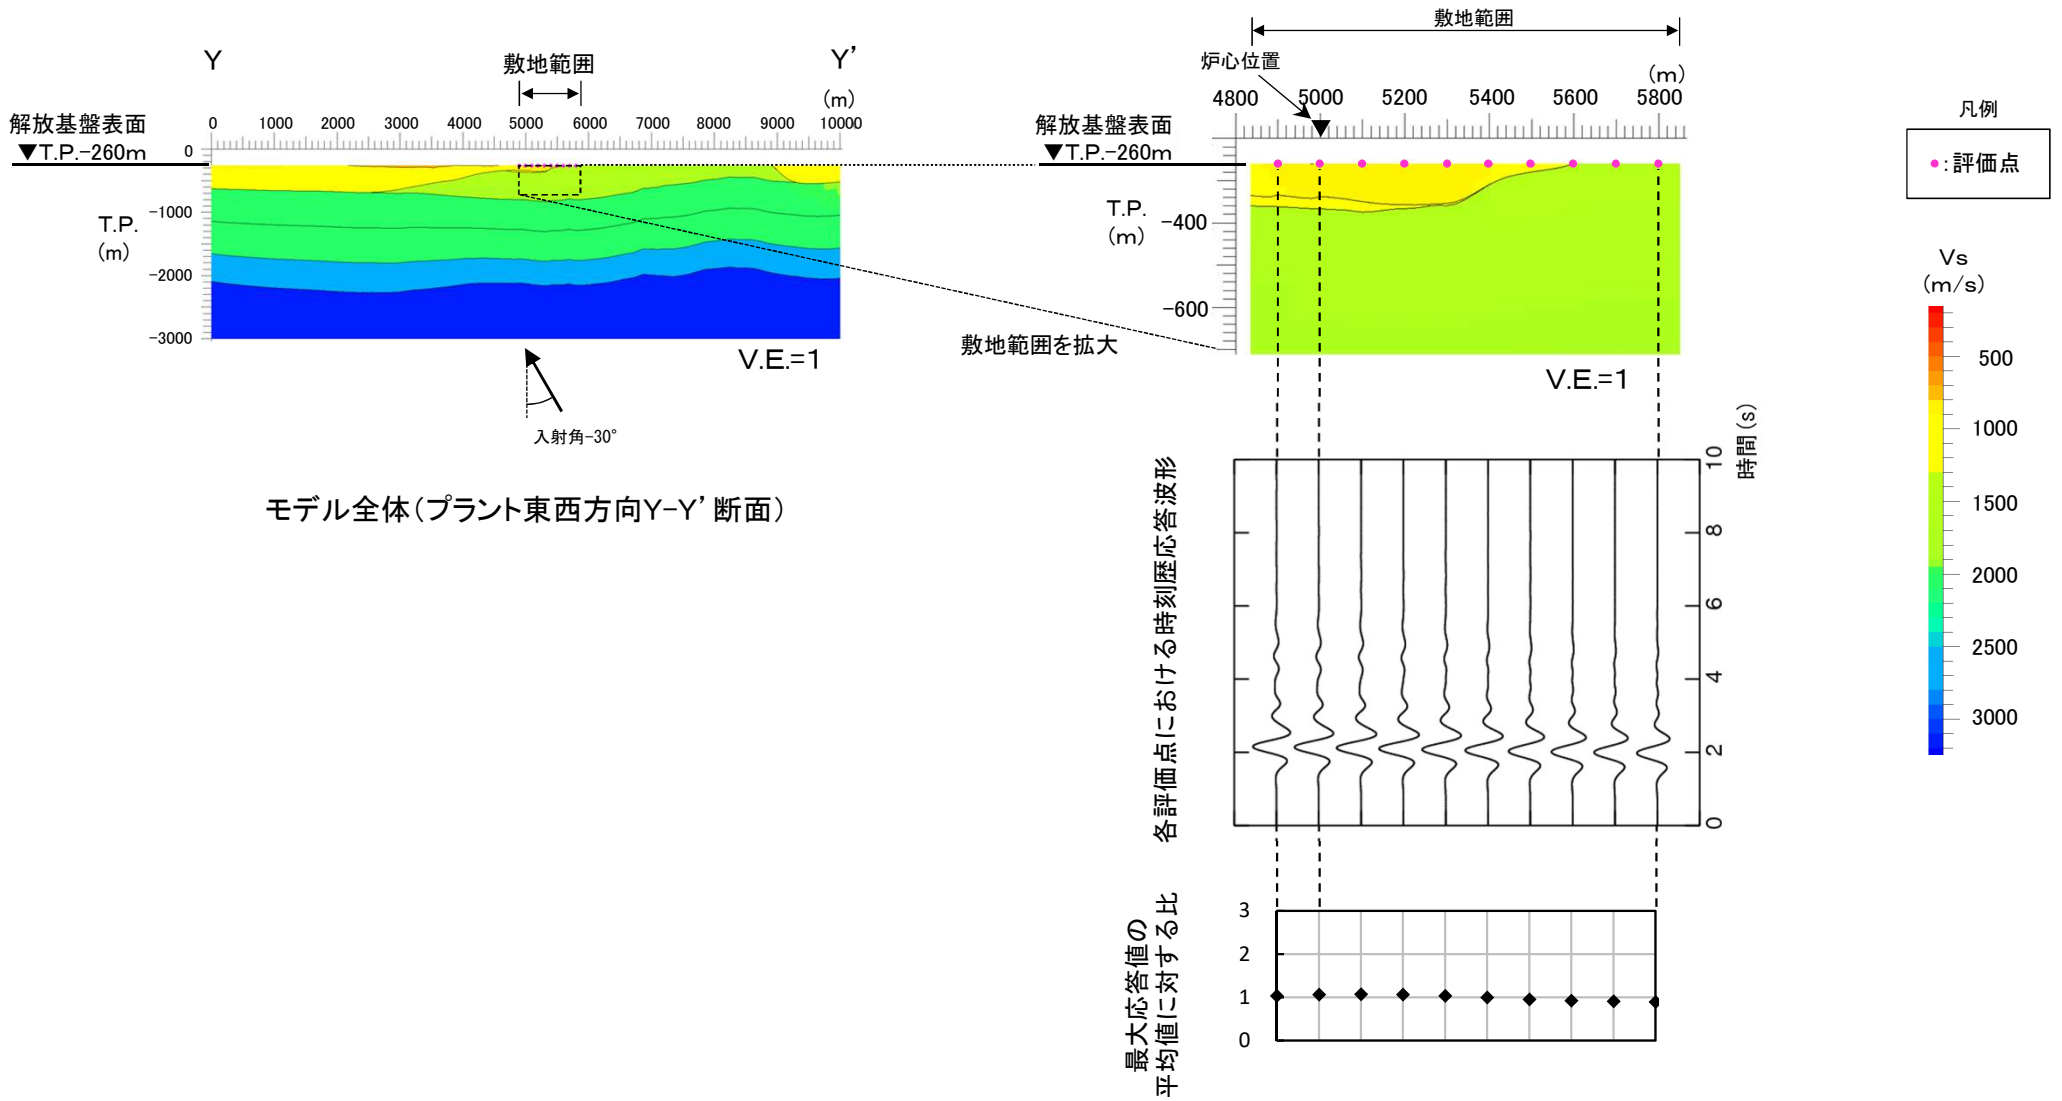 Y
Y’
敷地範囲
(m)
0 1000 2000 3000 4000 5000 6000 7000 8000 9000 10000
解放基盤表面
▼T.P.-260m
0
-1000
-2000
-3000
T.P.
(m)
V.E.=1
入射角-30°
モデル全体(プラント東西方向Y-Y’断面)
敷地範囲
炉心位置
(m)
4800 5000 5200 5400 5600 5800
解放基盤表面
▼T.P.-260m
T.P.
(m)
-400
-600
敷地範囲を拡大
V.E.=1
凡例
●:評価点
Vs
(m/s)
500
1000
1500
2000
2500
3000
各評価点における時刻歴応答波形
時間(s)
10
8
6
4
2
0
最大応答値の
平均値に対する比
3
2
1
0